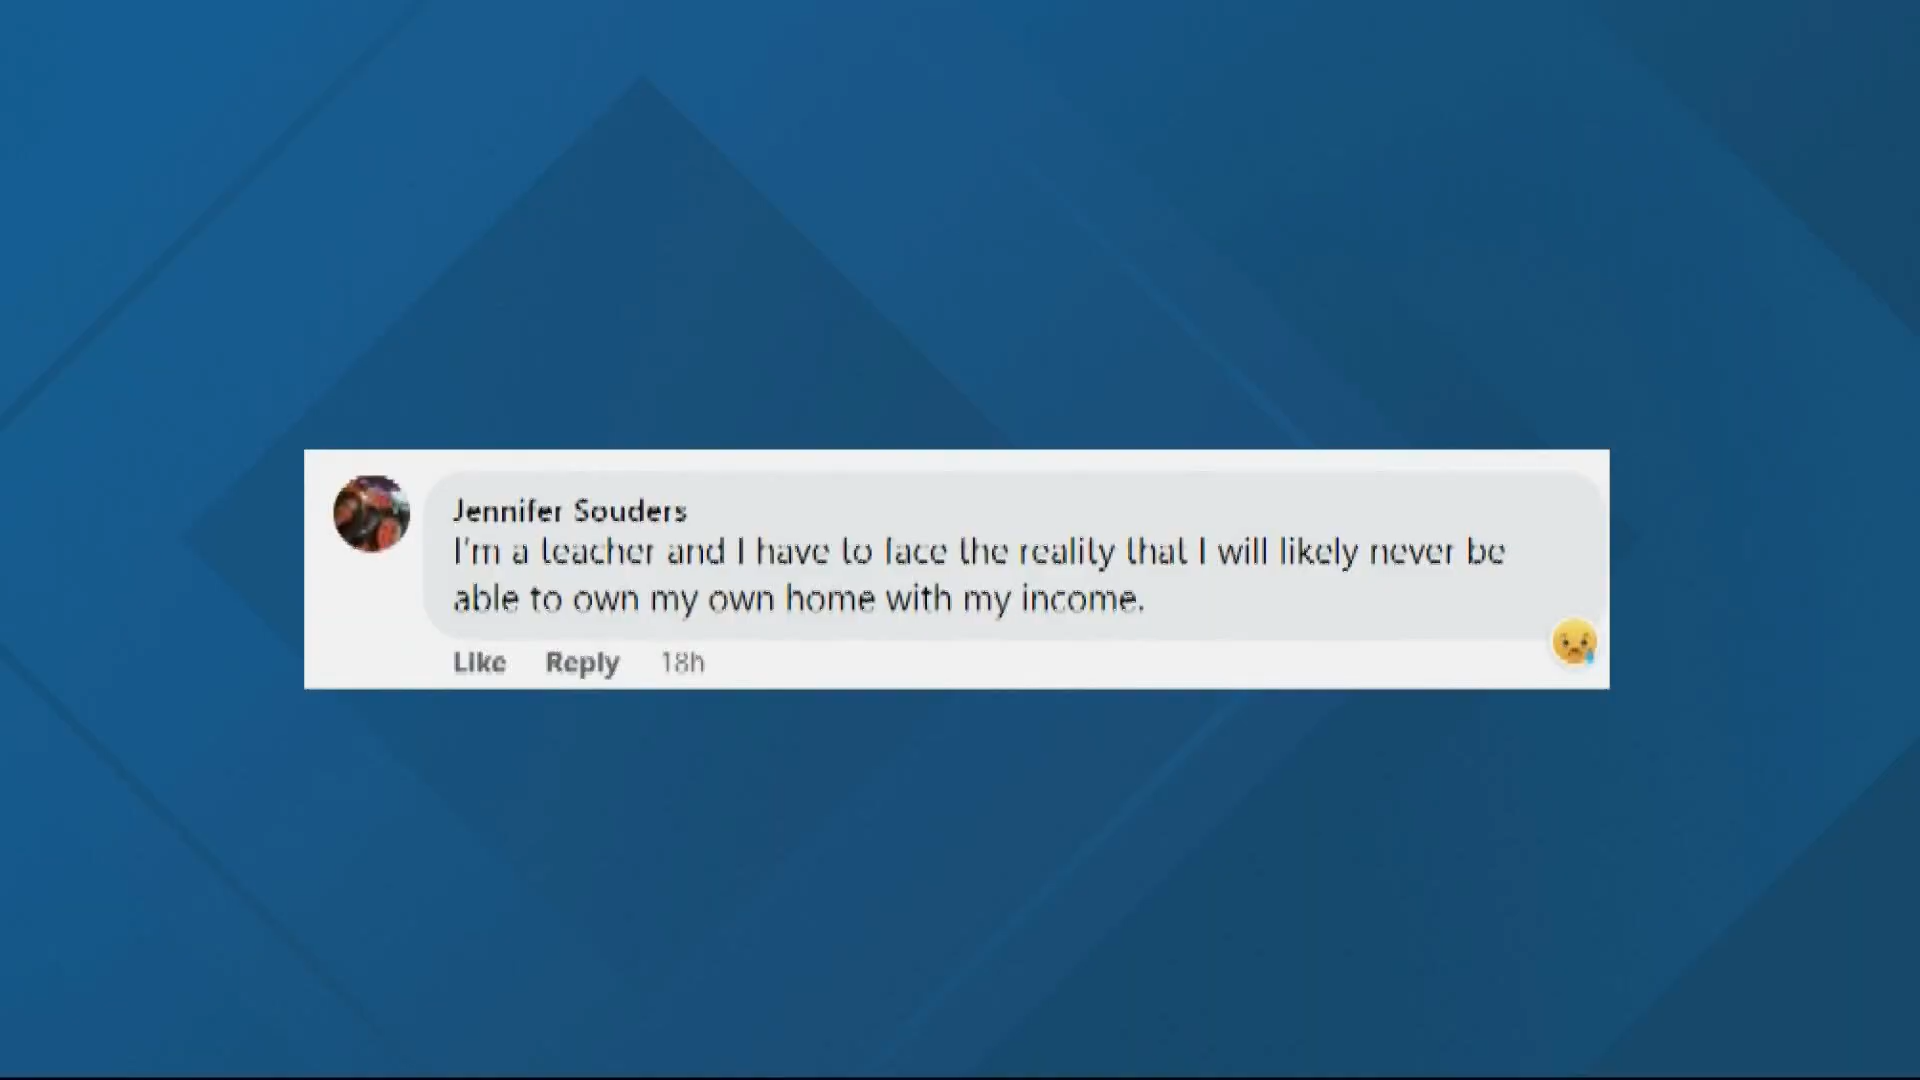 Jennifer Souders
I'm a teacher and I have to face the reality that I will likely never be
able to own my own home with my income.
Like Reply 18h